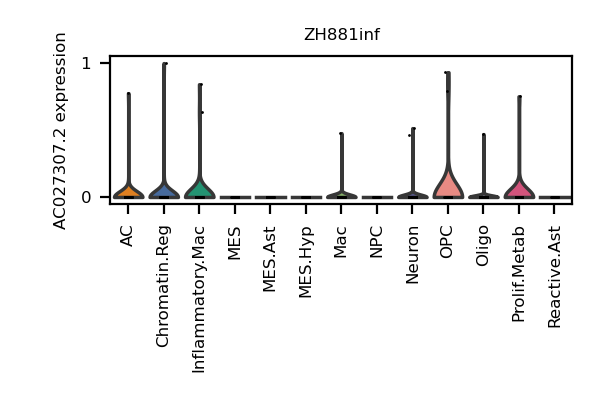 ZH881inf
AC027307.2 expression
1
0
AC
Chromatin.Reg
Inflammatory.Mac
MES
MES.Ast
MES.Hyp
Mac
NPC
Neuron
OPC
Oligo
Prolif.Metab
Reactive.Ast